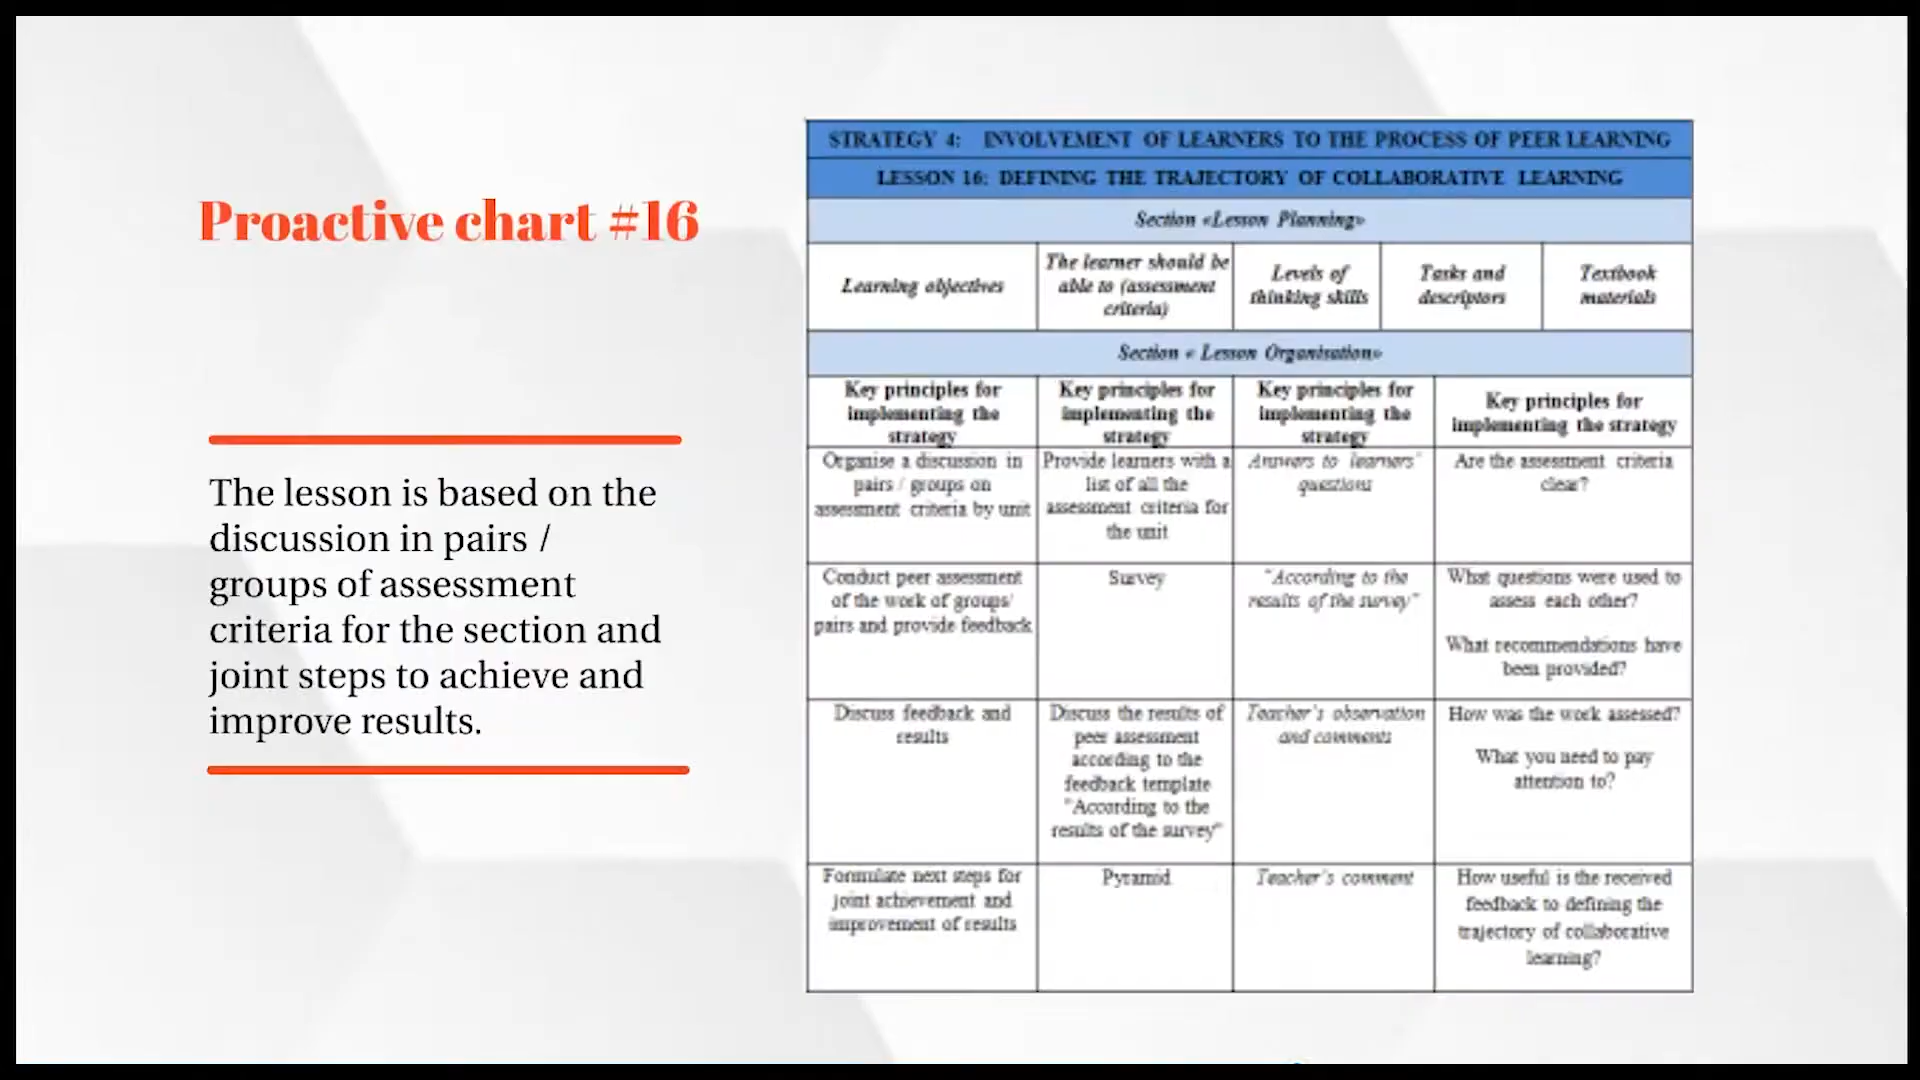 Proactive chart #16
The lesson is based on the
discussion in pairs /
groups of assessment
criteria for the section and
joint steps to achieve and
improve results.
STRATEGY 4: INVOLVEMENT OF LEARNERS TO THE PROCESS OF PEER LEARNING
LESSON 16: DEFINING THE TRAJECTORY OF COLLABORATIVE LEARNING
Section «Lesson Planning»
Learning objectives
The learner should be
able to (assessment
criteria)
Levels of
thinking skills
Tasks and
descriptors
Textbook
materials
Section « Lesson Organisation»
Key principles for
implementing the
strategy
Key principles for
implementing the
strategy
Key principles for
implementing the
strategy
Key principles for
implementing the strategy
Organise a discussion in
pairs / groups on
assessment criteria by unit
Provide learners with a
list of all the
assessment criteria for
the unit
Answers to learners'
questions
Are the assessment criteria
clear?
Conduct peer assessment
of the work of groups/
pairs and provide feedback
Survey
"According to the
results of the survey"
What questions were used to
assess each other?
What recommendations have
been provided?
Discuss feedback and
results
Discuss the results of
peer assessment
according to the
feedback template
"According to the
results of the survey"
Teacher's observation
and comments
How was the work assessed?
What you need to pay
attention to?
Formulate next steps for
joint achievement and
improvement of results
Pyramid
Teacher's comment
How useful is the received
feedback to defining the
trajectory of collaborative
learning?